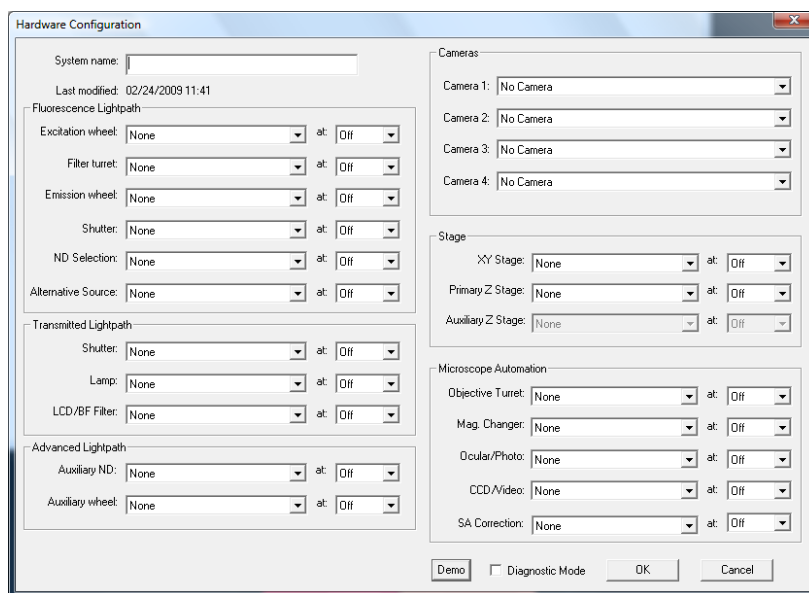 Hardware Configuration
System name:
Last modified: 02/24/2009 11:41
Fluorescence Lightpath
Excitation wheel: None at: Off
Filter turret: None at: Off
Emission wheel: None at: Off
Shutter: None at: Off
ND Selection: None at: Off
Alternative Source: None at: Off
Transmitted Lightpath
Shutter: None at: Off
Lamp: None at: Off
LCD/BF Filter: None at: Off
Advanced Lightpath
Auxiliary ND: None at: Off
Auxiliary wheel: None at: Off
Cameras
Camera 1: No Camera
Camera 2: No Camera
Camera 3: No Camera
Camera 4: No Camera
Stage
XY Stage: None at: Off
Primary Z Stage: None at: Off
Auxiliary Z Stage: None at: Off
Microscope Automation
Objective Turret: None at: Off
Mag. Changer: None at: Off
Ocular/Photo: None at: Off
CCD/Video: None at: Off
SA Correction: None at: Off
Demo Diagnostic Mode OK Cancel